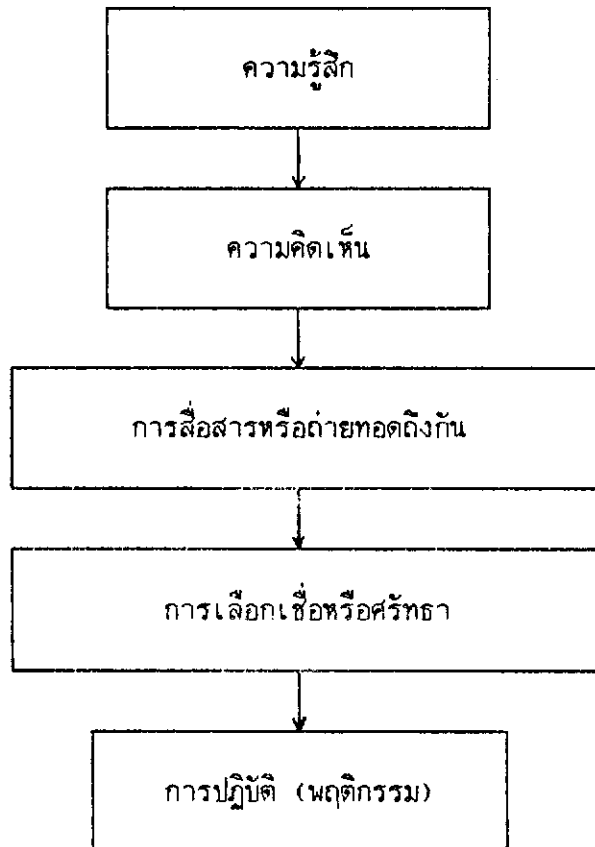 ความรู้สึก
ความคิดเห็น
การสื่อสารหรือถ่ายทอดถึงกัน
การเลือกเชื่อหรือศรัทธา
การปฏิบัติ (พฤติกรรม)